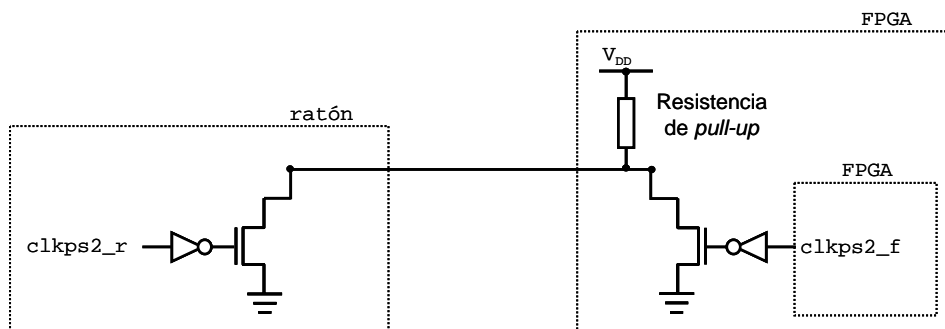 FPGA
VDD
Resistencia
de pull-up
ratón
FPGA
clkps2_r
clkps2_f